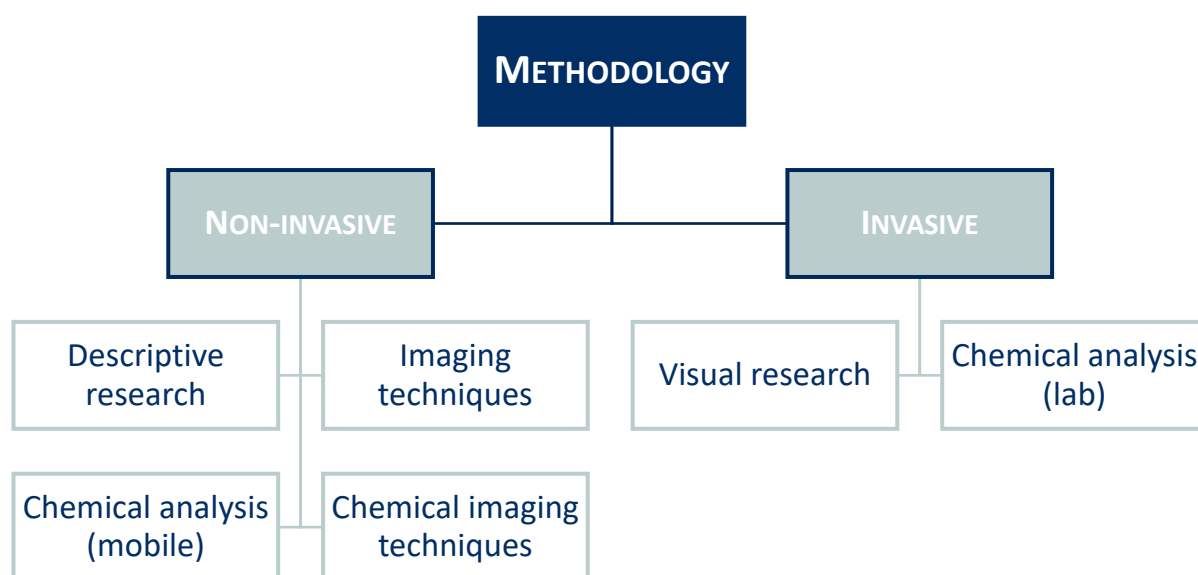 METHODOLOGY
NON-INVASIVE
INVASIVE
Descriptive
research
Imaging
techniques
Visual research
Chemical analysis
(lab)
Chemical analysis
(mobile)
Chemical imaging
techniques